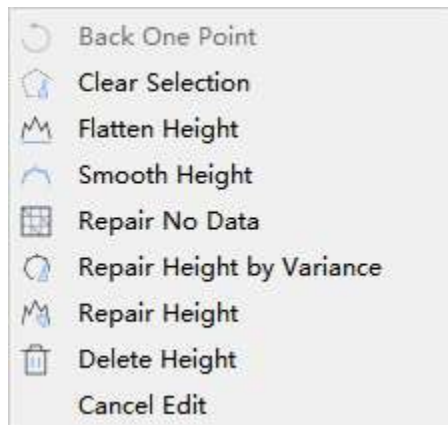 Back One Point
Clear Selection
Flatten Height
Smooth Height
Repair No Data
Repair Height by Variance
Repair Height
Delete Height
Cancel Edit